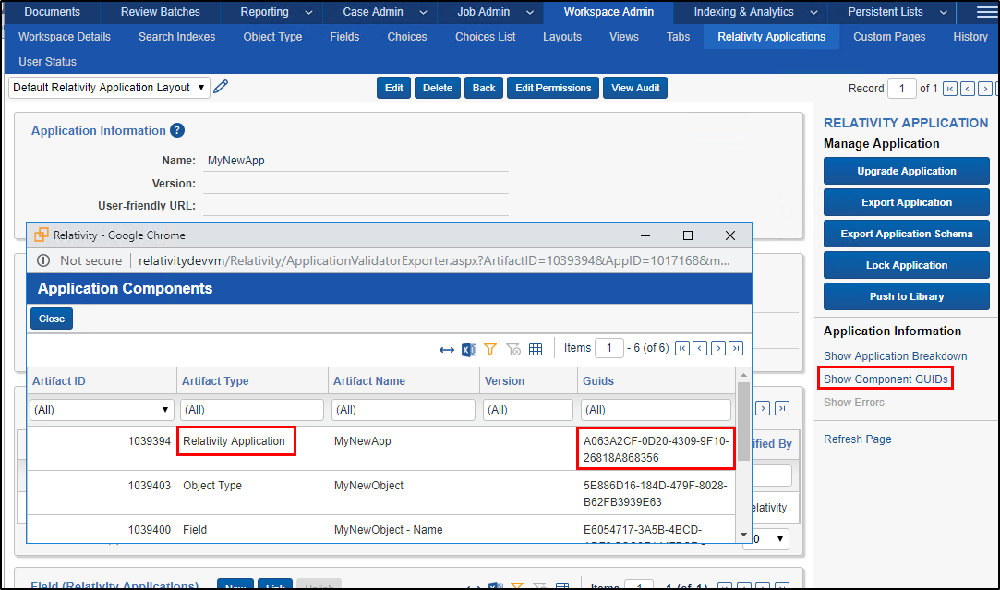 Documents Review Batches Reporting Case Admin Job Admin Workspace Admin Indexing & Analytics Persistent Lists
Workspace Details Search Indexes Object Type Fields Choices Choices List Layouts Views Tabs Relativity Applications Custom Pages History
User Status
Default Relativity Application Layout Edit Delete Back Edit Permissions View Audit Record 1 of 1
Application Information ?
Name: MyNewApp
Version:
User-friendly URL:
Relativity - Google Chrome
Not secure relativitydevvm/Relativity/ApplicationValidatorExporter.aspx?ArtifactID=1039394&AppID=1017168&m...
Application Components
Close
Items 1 - 6 (of 6)
Artifact ID Artifact Type Artifact Name Version Guids
(All) (All) (All) (All) (All)
1039394 Relativity Application MyNewApp A063A2CF-0D20-4309-9F10-
26818A868356
1039403 Object Type MyNewObject 5E886D16-184D-479F-8028-
B62FB3939E63
1039400 Field MyNewObject - Name E6054717-3A5B-4BCD-
ified By
elativity
0
Field (Relativity Applications) New Link Unlink Items 1 - 1 (of 1)
RELATIVITY APPLICATION
Manage Application
Upgrade Application
Export Application
Export Application Schema
Lock Application
Push to Library
Application Information
Show Application Breakdown
Show Component GUIDs
Show Errors
Refresh Page